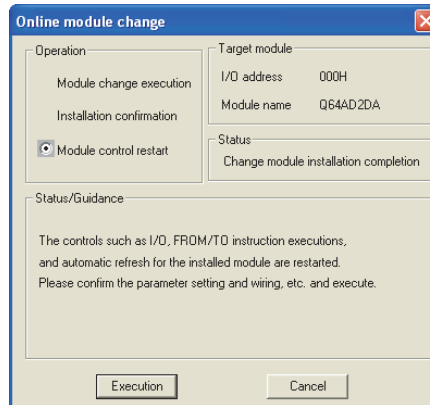 Online module change
Operation
Module change execution
Installation confirmation
Module control restart
Target module
I/O address 000H
Module name Q64AD2DA
Status
Change module installation completion
Status/Guidance
The controls such as I/O, FROM/TO instruction executions,
and automatic refresh for the installed module are restarted.
Please confirm the parameter setting and wiring, etc. and execute.
Execution
Cancel